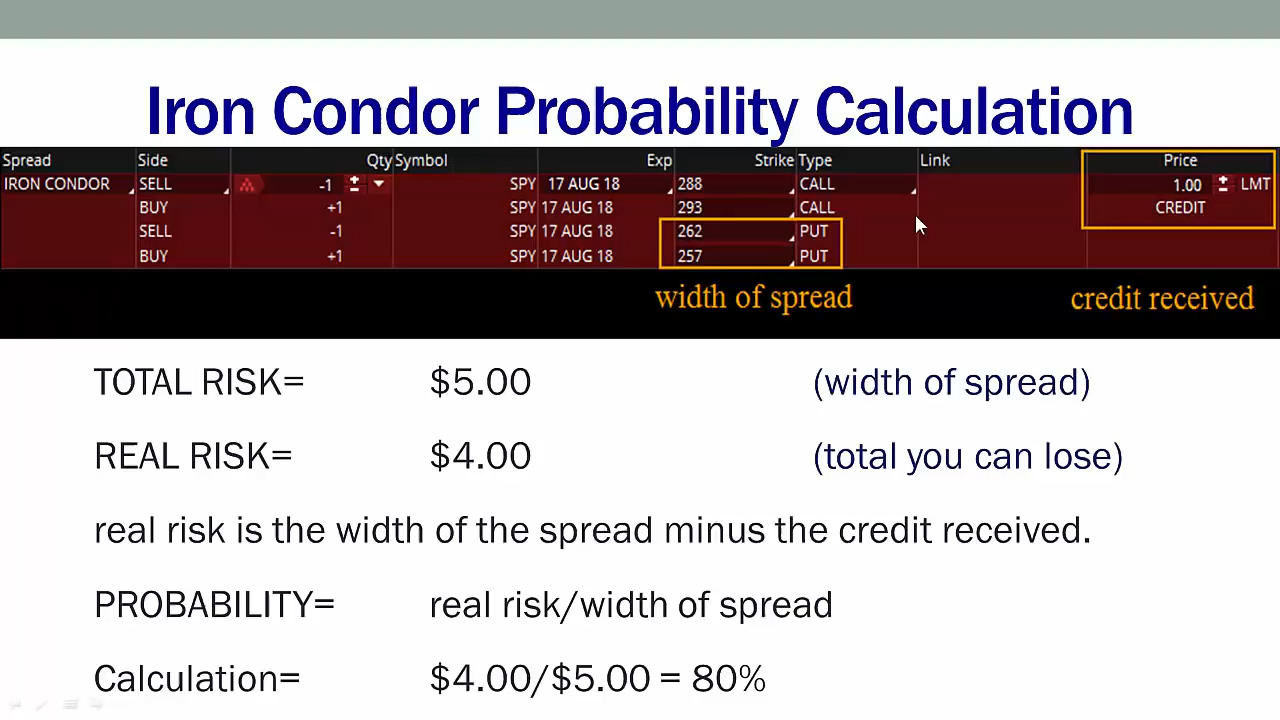 Iron Condor Probability Calculation
Spread Side Qty Symbol Exp Strike Type Link Price
IRON CONDOR SELL -1 SPY 17 AUG 18 288 CALL 1.00 LMT
BUY +1 SPY 17 AUG 18 293 CALL CREDIT
SELL -1 SPY 17 AUG 18 262 PUT
BUY +1 SPY 17 AUG 18 257 PUT
width of spread credit received
TOTAL RISK= $5.00 (width of spread)
REAL RISK= $4.00 (total you can lose)
real risk is the width of the spread minus the credit received.
PROBABILITY= real risk/width of spread
Calculation= $4.00/$5.00 = 80%